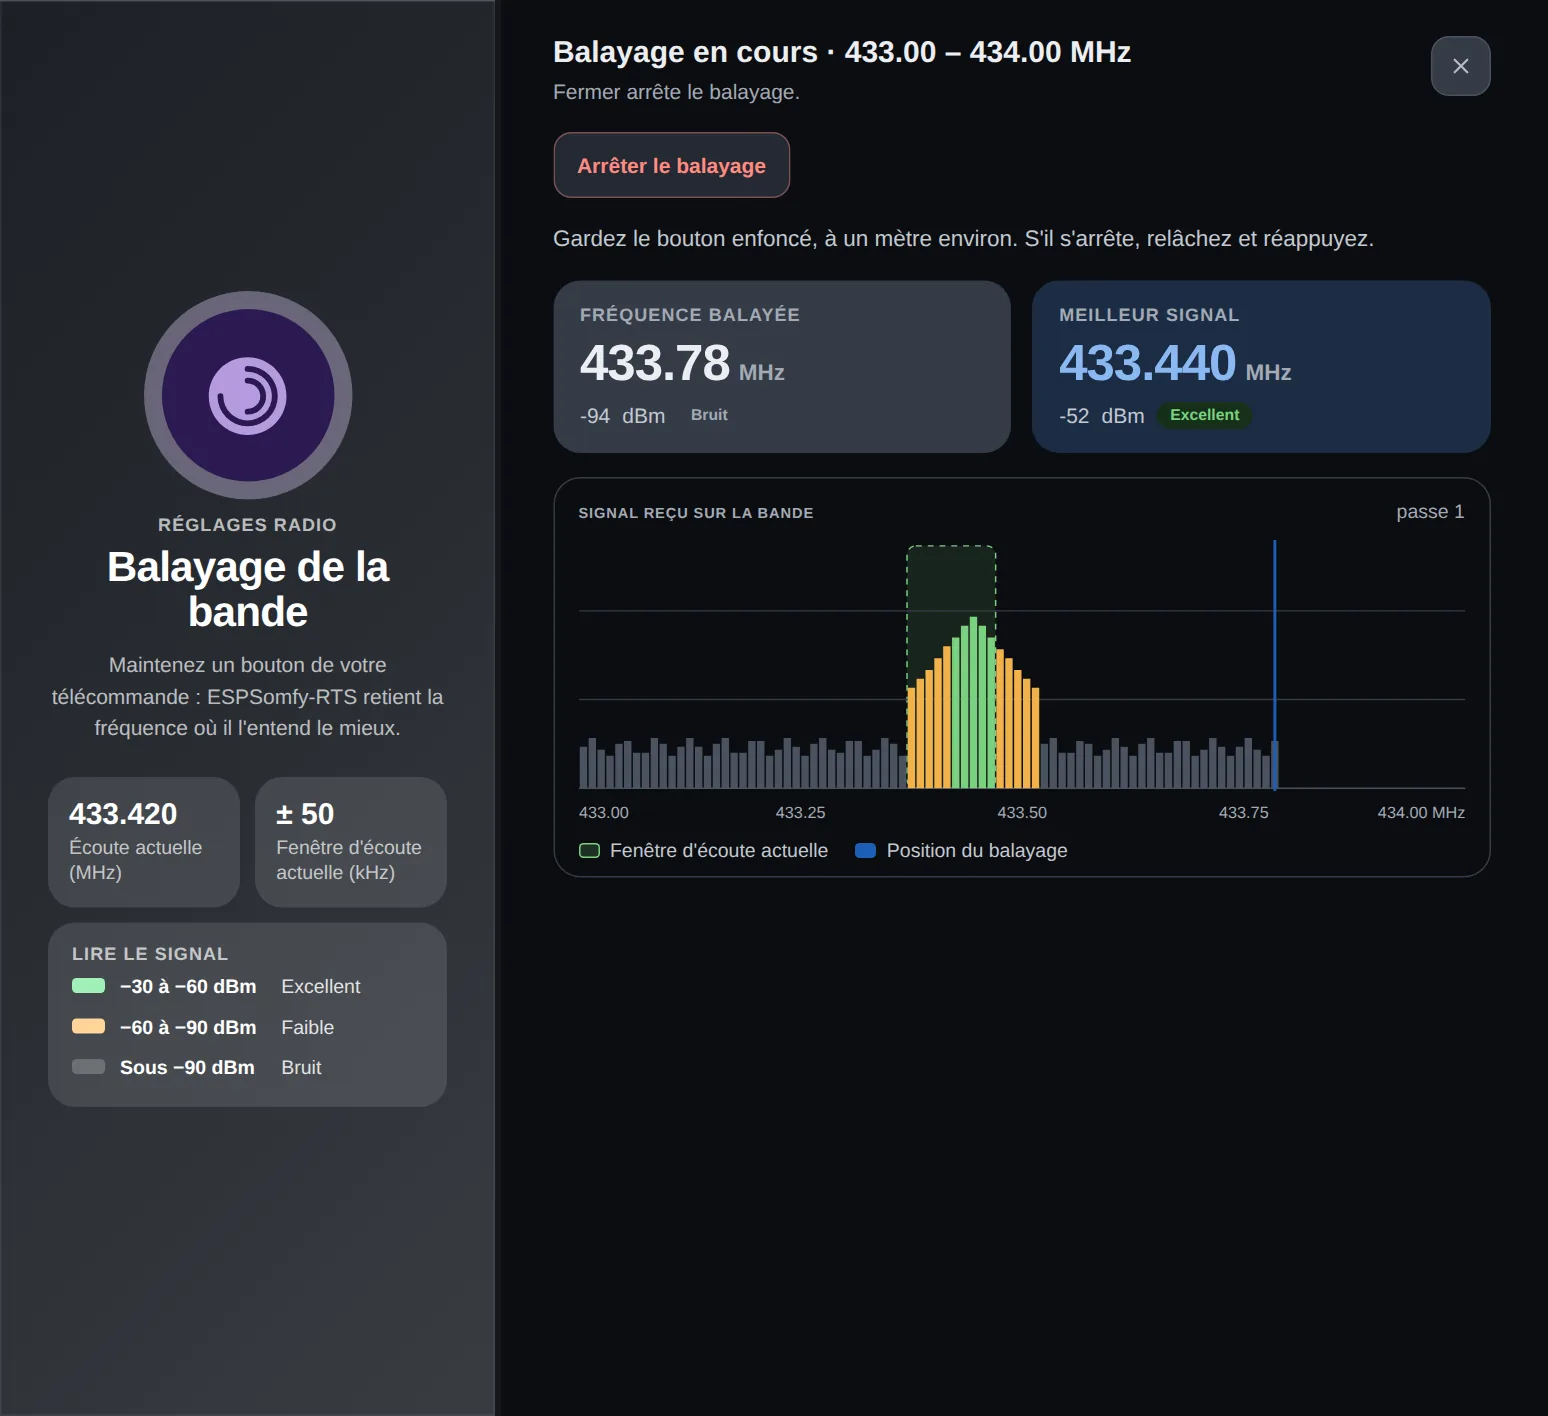 RÉGLAGES RADIO
Balayage de la
bande
Maintenez un bouton de votre
télécommande : ESPSomfy-RTS retient la
fréquence où il l'entend le mieux.
433.420
Écoute actuelle
(MHz)
± 50
Fenêtre d'écoute
actuelle (kHz)
LIRE LE SIGNAL
−30 à −60 dBm Excellent
−60 à −90 dBm Faible
Sous −90 dBm Bruit
Balayage en cours · 433.00 – 434.00 MHz
Fermer arrête le balayage.
Arrêter le balayage
Gardez le bouton enfoncé, à un mètre environ. S'il s'arrête, relâchez et réappuyez.
FRÉQUENCE BALAYÉE
433.78 MHz
-94 dBm Bruit
MEILLEUR SIGNAL
433.440 MHz
-52 dBm Excellent
SIGNAL REÇU SUR LA BANDE passe 1
433.00 433.25 433.50 433.75 434.00 MHz
Fenêtre d'écoute actuelle Position du balayage